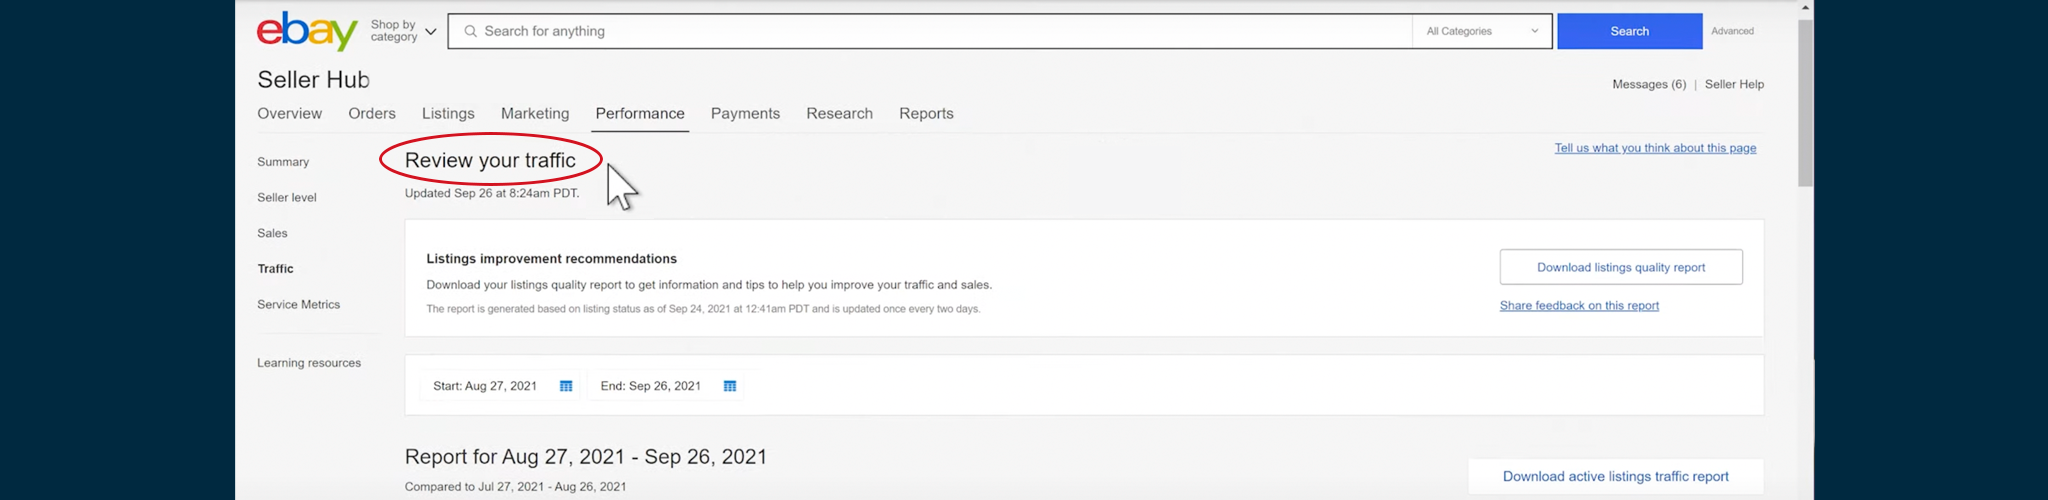 ebay
Shop by
category
Search for anything
All Categories
Search
Advanced
Seller Hub
Messages (6) | Seller Help
Overview Orders Listings Marketing Performance Payments Research Reports
Tell us what you think about this page
Summary
Seller level
Sales
Traffic
Service Metrics
Learning resources
Review your traffic
Updated Sep 26 at 8:24am PDT.
Listings improvement recommendations
Download your listings quality report to get information and tips to help you improve your traffic and sales.
The report is generated based on listing status as of Sep 24, 2021 at 12:41am PDT and is updated once every two days.
Download listings quality report
Share feedback on this report
Start: Aug 27, 2021 End: Sep 26, 2021
Report for Aug 27, 2021 - Sep 26, 2021
Compared to Jul 27, 2021 - Aug 26, 2021
Download active listings traffic report